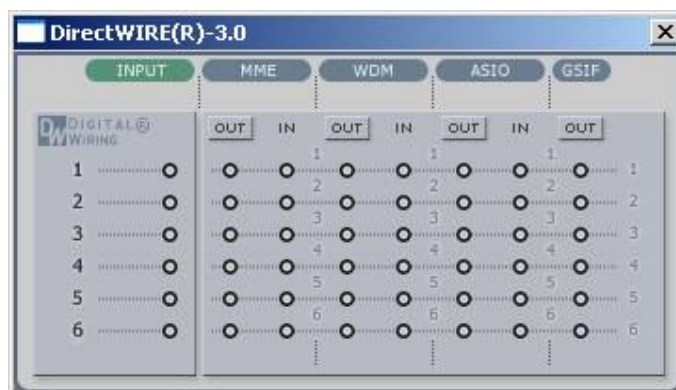 DirectWIRE(R)-3.0
INPUT MME WDM ASIO GSIF
DW DIGITAL® WIRING
OUT IN OUT IN OUT IN OUT
1 1 1 1 1
2 2 2 2 2
3 3 3 3 3
4 4 4 4 4
5 5 5 5 5
6 6 6 6 6